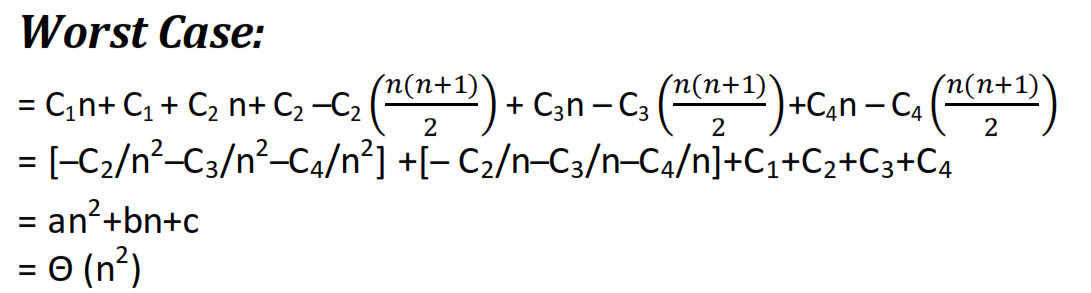 Worst Case:
= C₁n+ C₁ + C₂ n+ C₂ –C₂ (n(n+1)/2) + C₃n – C₃ (n(n+1)/2)+C₄n – C₄ (n(n+1)/2)
= [–C₂/n²–C₃/n²–C₄/n²] +[– C₂/n–C₃/n–C₄/n]+C₁+C₂+C₃+C₄
= an²+bn+c
= Θ (n²)